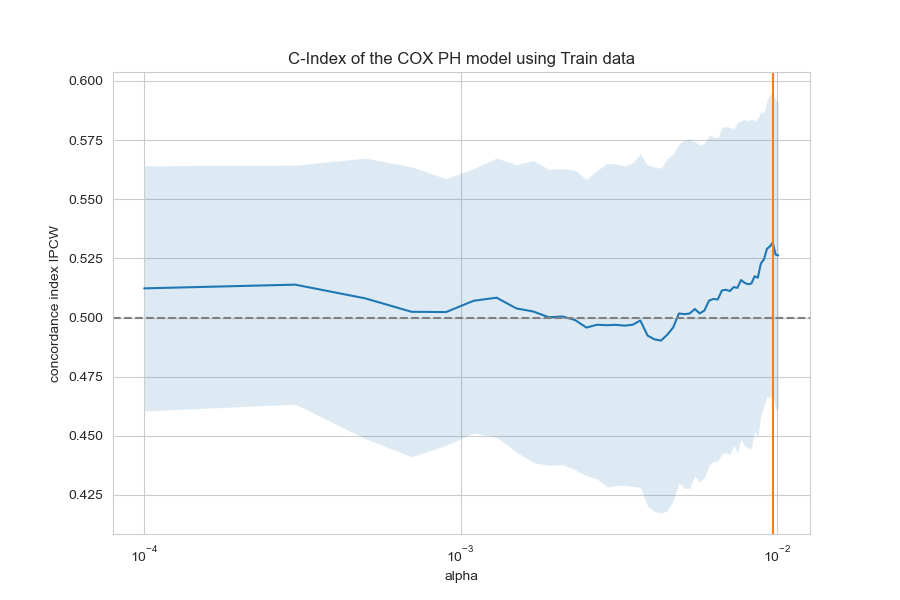 C-Index of the COX PH model using Train data
concordance index IPCW
0.600
0.575
0.550
0.525
0.500
0.475
0.450
0.425
10⁻⁴ 10⁻³ 10⁻²
alpha